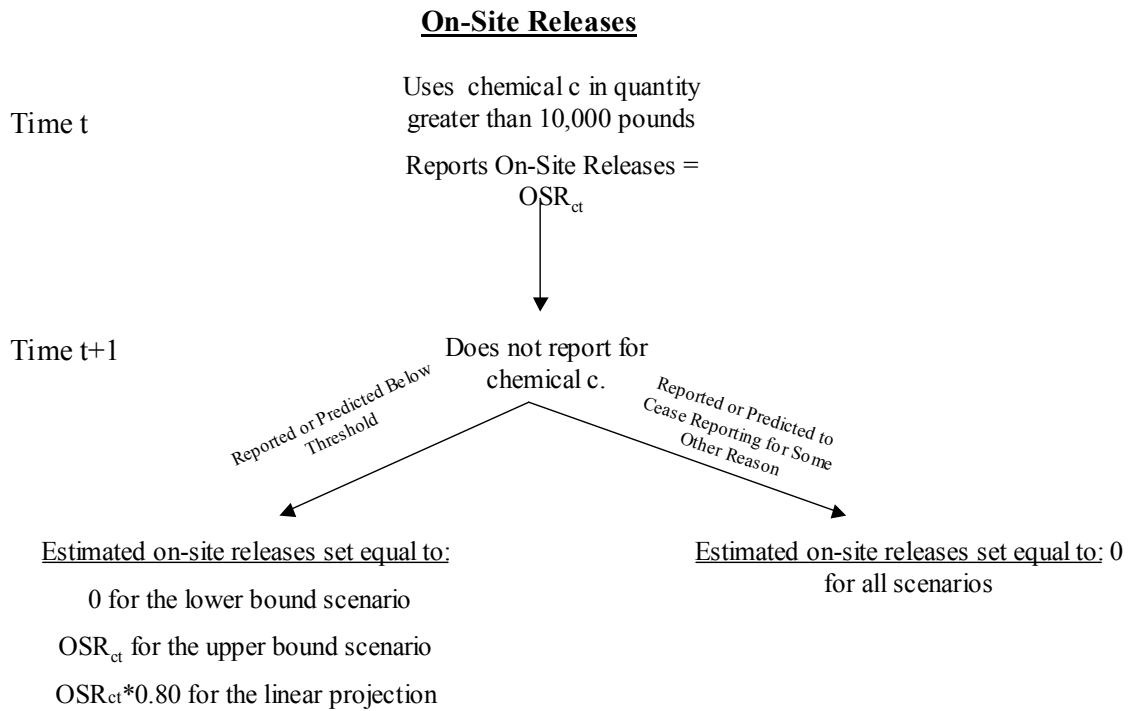 On-Site Releases
Uses chemical c in quantity
greater than 10,000 pounds
Time t
Reports On-Site Releases =
OSRct
Time t+1
Does not report for
chemical c.
Reported or Predicted Below
Threshold
Reported or Predicted to
Cease Reporting for Some
Other Reason
Estimated on-site releases set equal to:
0 for the lower bound scenario
OSRct for the upper bound scenario
OSRct*0.80 for the linear projection
Estimated on-site releases set equal to: 0
for all scenarios